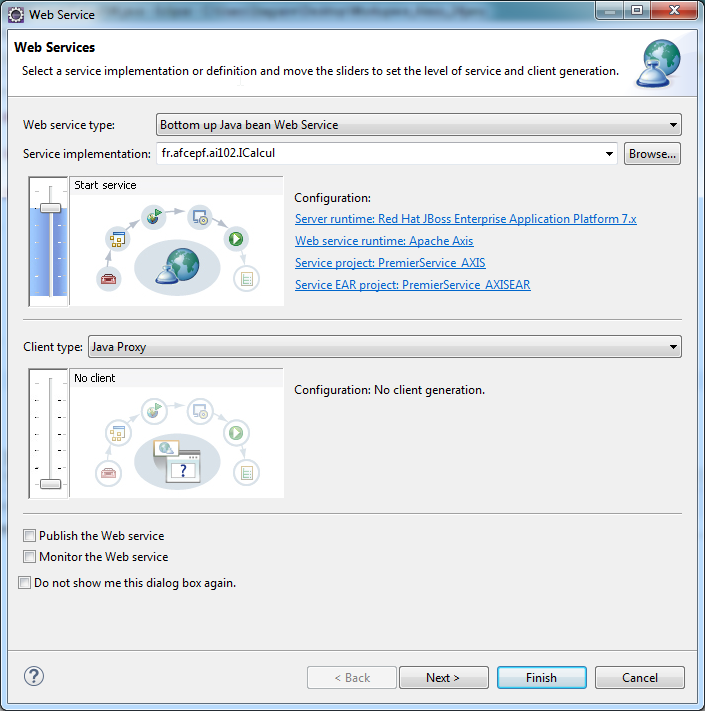 Web Service
Web Services
Select a service implementation or definition and move the sliders to set the level of service and client generation.
Web service type: Bottom up Java bean Web Service
Service implementation: fr.afcepf.ai102.ICalcul Browse...
Start service
Configuration:
Server runtime: Red Hat JBoss Enterprise Application Platform 7.x
Web service runtime: Apache Axis
Service project: PremierService_AXIS
Service EAR project: PremierService_AXISEAR
Client type: Java Proxy
No client
Configuration: No client generation.
?
Publish the Web service
Monitor the Web service
Do not show me this dialog box again.
? < Back Next > Finish Cancel